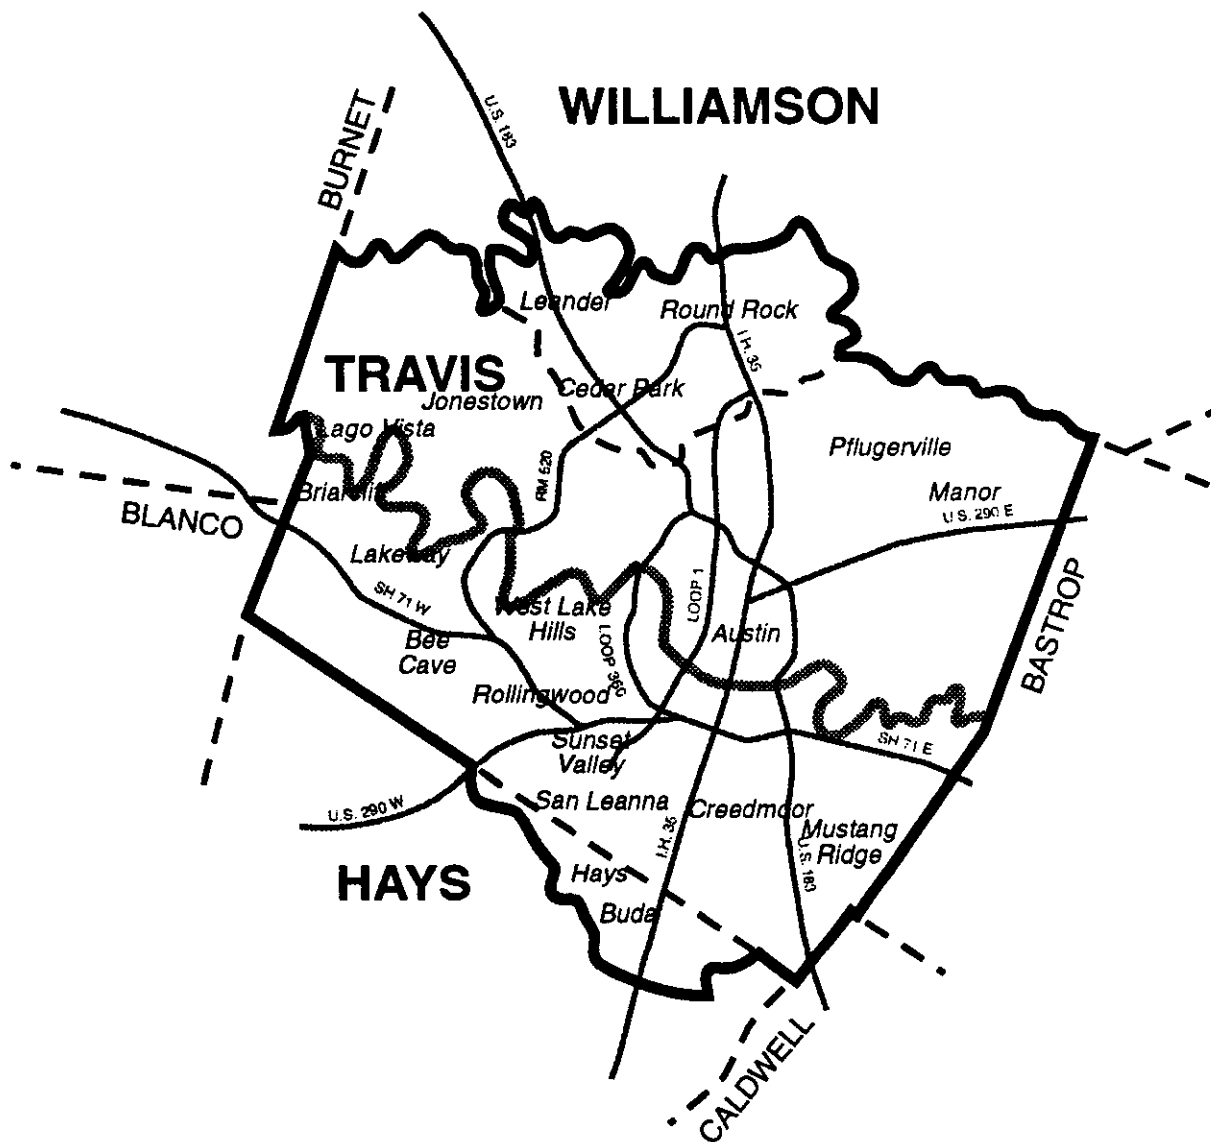 WILLIAMSON
BURNET
U.S. 183
Leander
Round Rock
I.H. 35
TRAVIS
Cedar Park
Jonestown
Lago Vista
Pflugerville
RM 620
Briarcliff
Manor
U.S. 290 E
BLANCO
Lakeway
SH 71 W
West Lake
Hills
LOOP 1
LOOP 360
Austin
BASTROP
Bee
Cave
Rollingwood
Sunset
Valley
SH 71 E
San Leanna
Creedmoor
U.S. 290 W
I.H. 35
Mustang
Ridge
U.S. 183
HAYS
Hays
Buda
CALDWELL